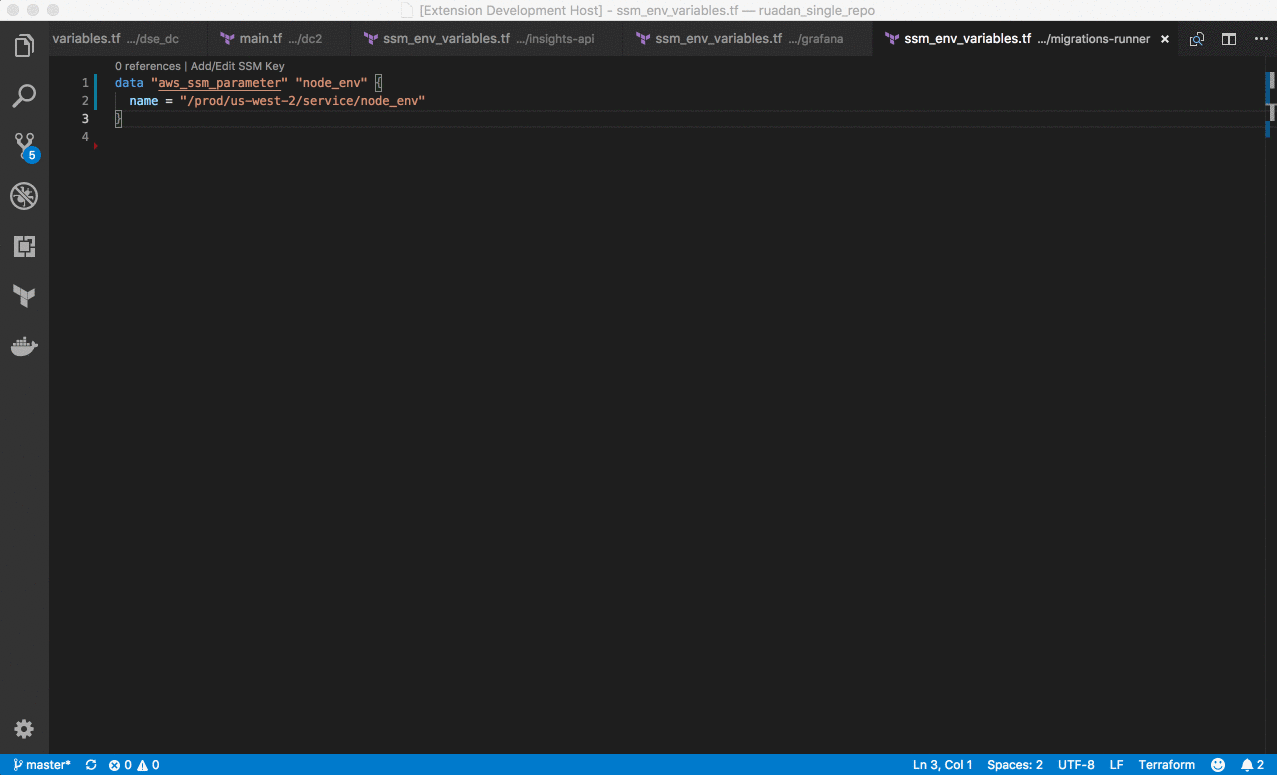 [Extension Development Host] - ssm_env_variables.tf — ruadan_single_repo
variables.tf …/dse_dc main.tf …/dc2 ssm_env_variables.tf …/insights-api ssm_env_variables.tf …/grafana ssm_env_variables.tf …/migrations-runner
0 references | Add/Edit SSM Key
1 data "aws_ssm_parameter" "node_env" {
2 name = "/prod/us-west-2/service/node_env"
3 }
4
5
master* 0 0 Ln 3, Col 1 Spaces: 2 UTF-8 LF Terraform 2